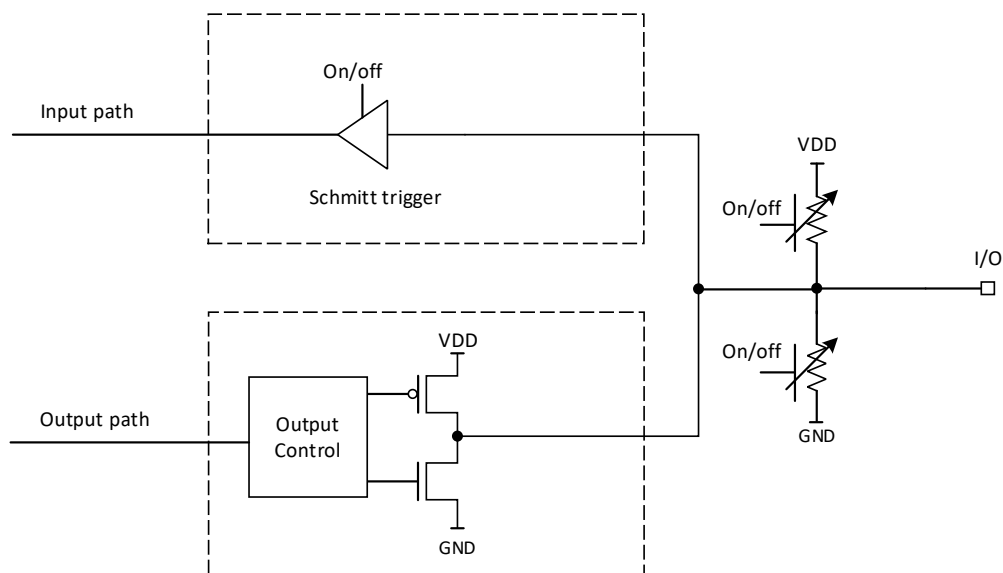 On/off
Input path
Schmitt trigger
VDD
On/off
I/O
On/off
GND
VDD
Output path
Output
Control
GND